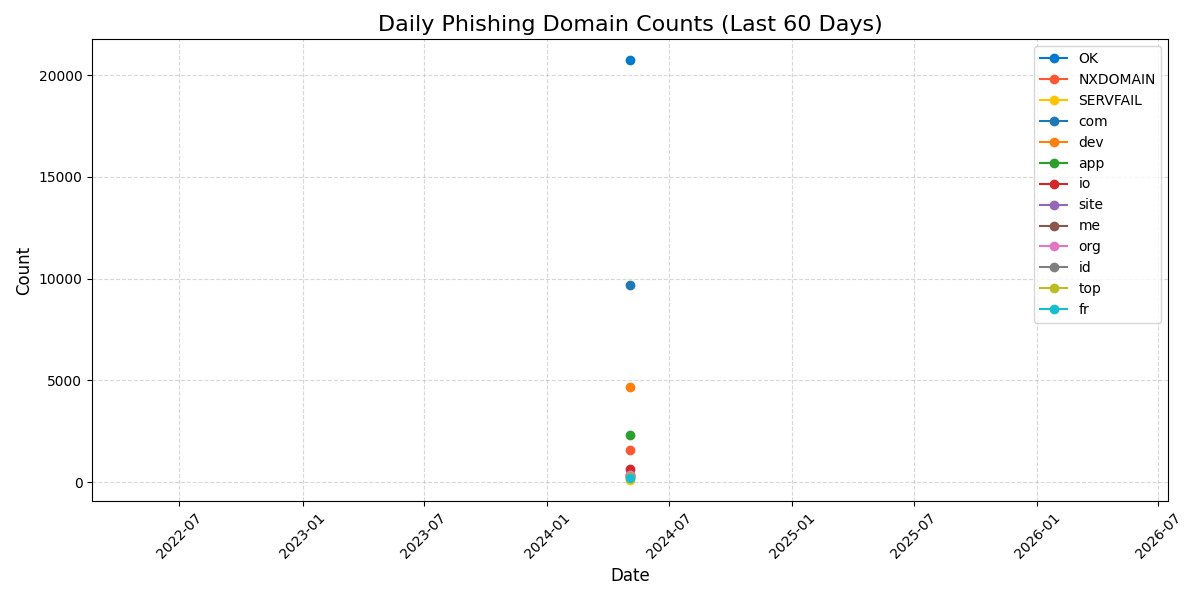 Daily Phishing Domain Counts (Last 60 Days)
OK
NXDOMAIN
SERVFAIL
com
dev
app
io
site
me
org
id
top
fr
Count
20000
15000
10000
5000
0
2022-07
2023-01
2023-07
2024-01
2024-07
2025-01
2025-07
2026-01
2026-07
Date